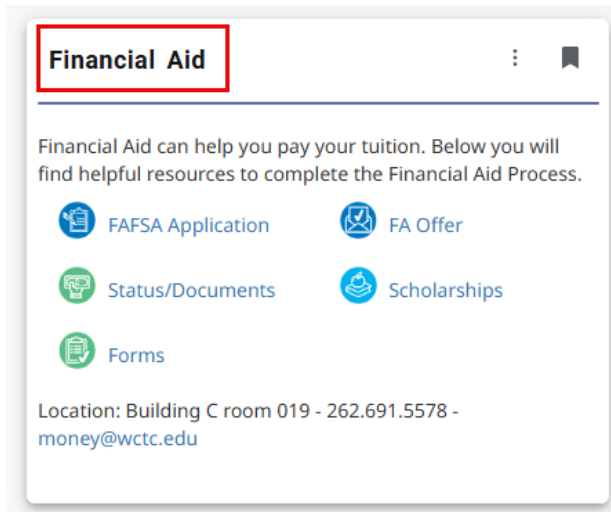 Financial Aid
Financial Aid can help you pay your tuition. Below you will
find helpful resources to complete the Financial Aid Process.
FAFSA Application
FA Offer
Status/Documents
Scholarships
Forms
Location: Building C room 019 - 262.691.5578 -
money@wctc.edu